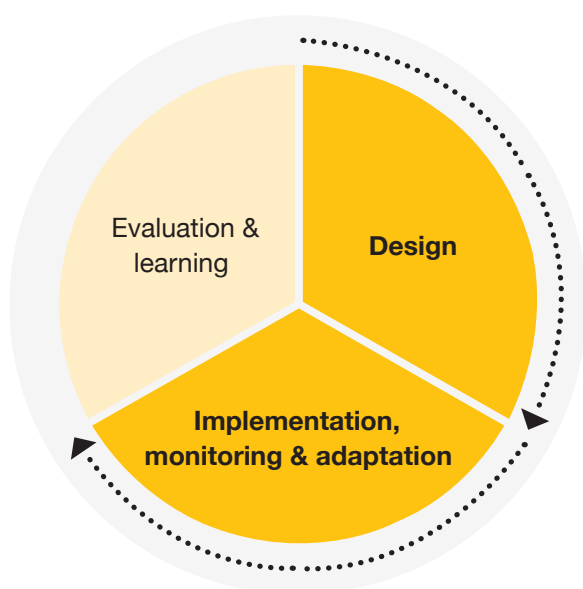 Evaluation &
learning
Design
Implementation,
monitoring & adaptation